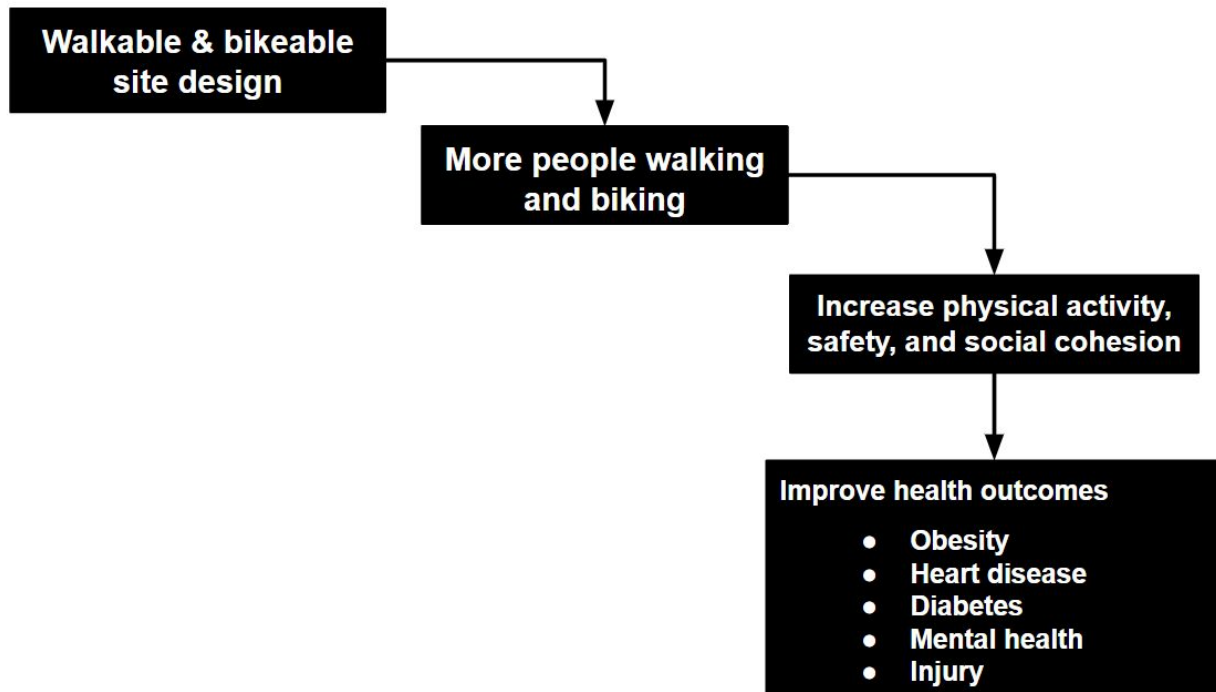 Walkable & bikeable
site design
More people walking
and biking
Increase physical activity,
safety, and social cohesion
Improve health outcomes
● Obesity
● Heart disease
● Diabetes
● Mental health
● Injury